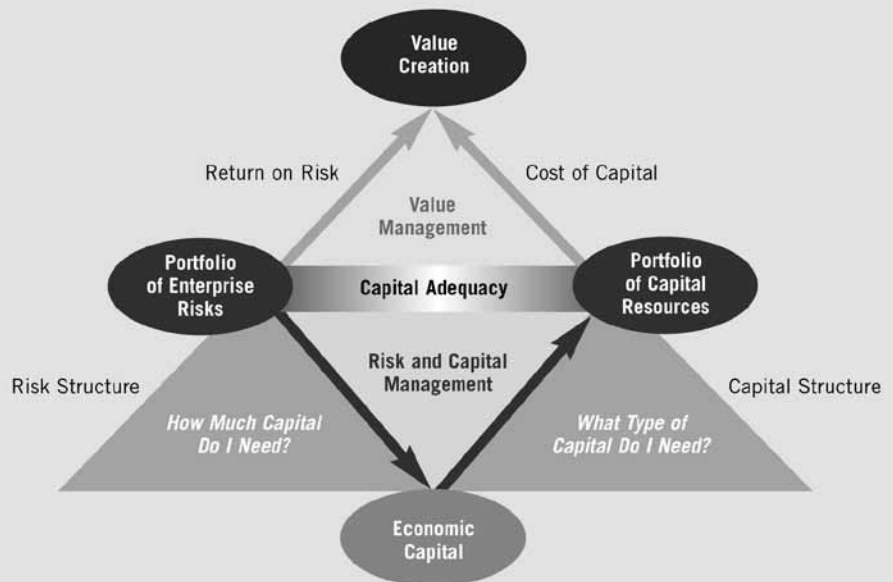 Value
Creation
Return on Risk
Cost of Capital
Value
Management
Portfolio
of Enterprise
Risks
Capital Adequacy
Portfolio
of Capital
Resources
Risk Structure
Risk and Capital
Management
Capital Structure
How Much Capital
Do I Need?
What Type of
Capital Do I Need?
Economic
Capital